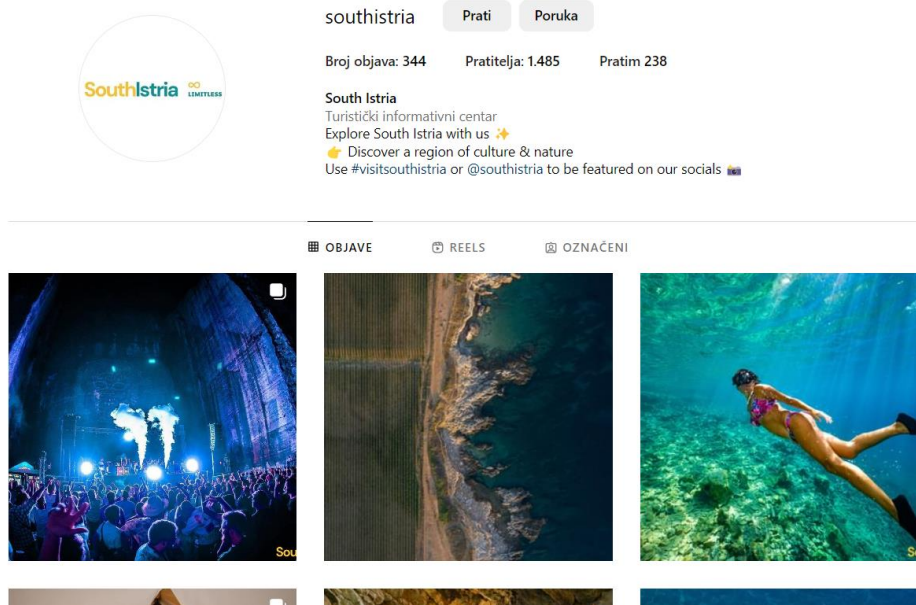 southistria Prati Poruka
SouthIstria LIMITLESS
Broj objava: 344 Pratitelja: 1.485 Pratim 238
South Istria
Turistički informativni centar
Explore South Istria with us ✨
👉 Discover a region of culture & nature
Use #visitsouthistria or @southistria to be featured on our socials 📸
OBJAVE REELS OZNAČENI
Sou